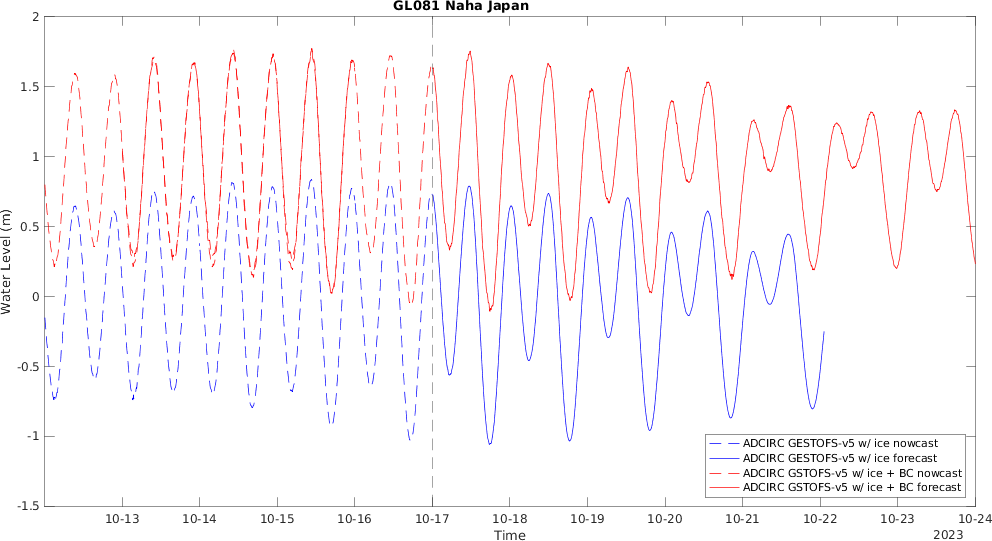 GL081 Naha Japan
2
1.5
1
0.5
0
-0.5
-1
-1.5
Water Level (m)
ADCIRC GESTOFS-v5 w/ ice nowcast
ADCIRC GESTOFS-v5 w/ ice forecast
ADCIRC GSTOFS-v5 w/ ice + BC nowcast
ADCIRC GSTOFS-v5 w/ ice + BC forecast
10-13 10-14 10-15 10-16 10-17 10-18 10-19 10-20 10-21 10-22 10-23 10-24
Time
2023